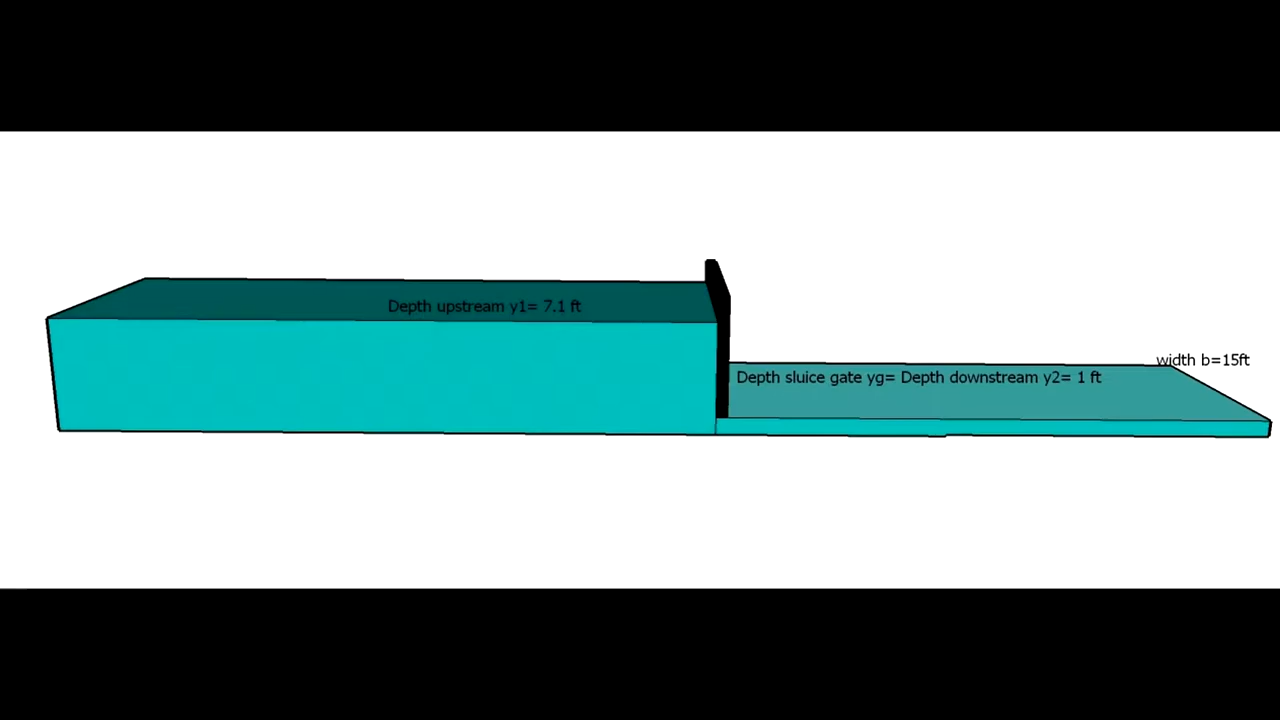 Depth upstream y1= 7.1 ft
width b=15ft
Depth sluice gate yg= Depth downstream y2= 1 ft